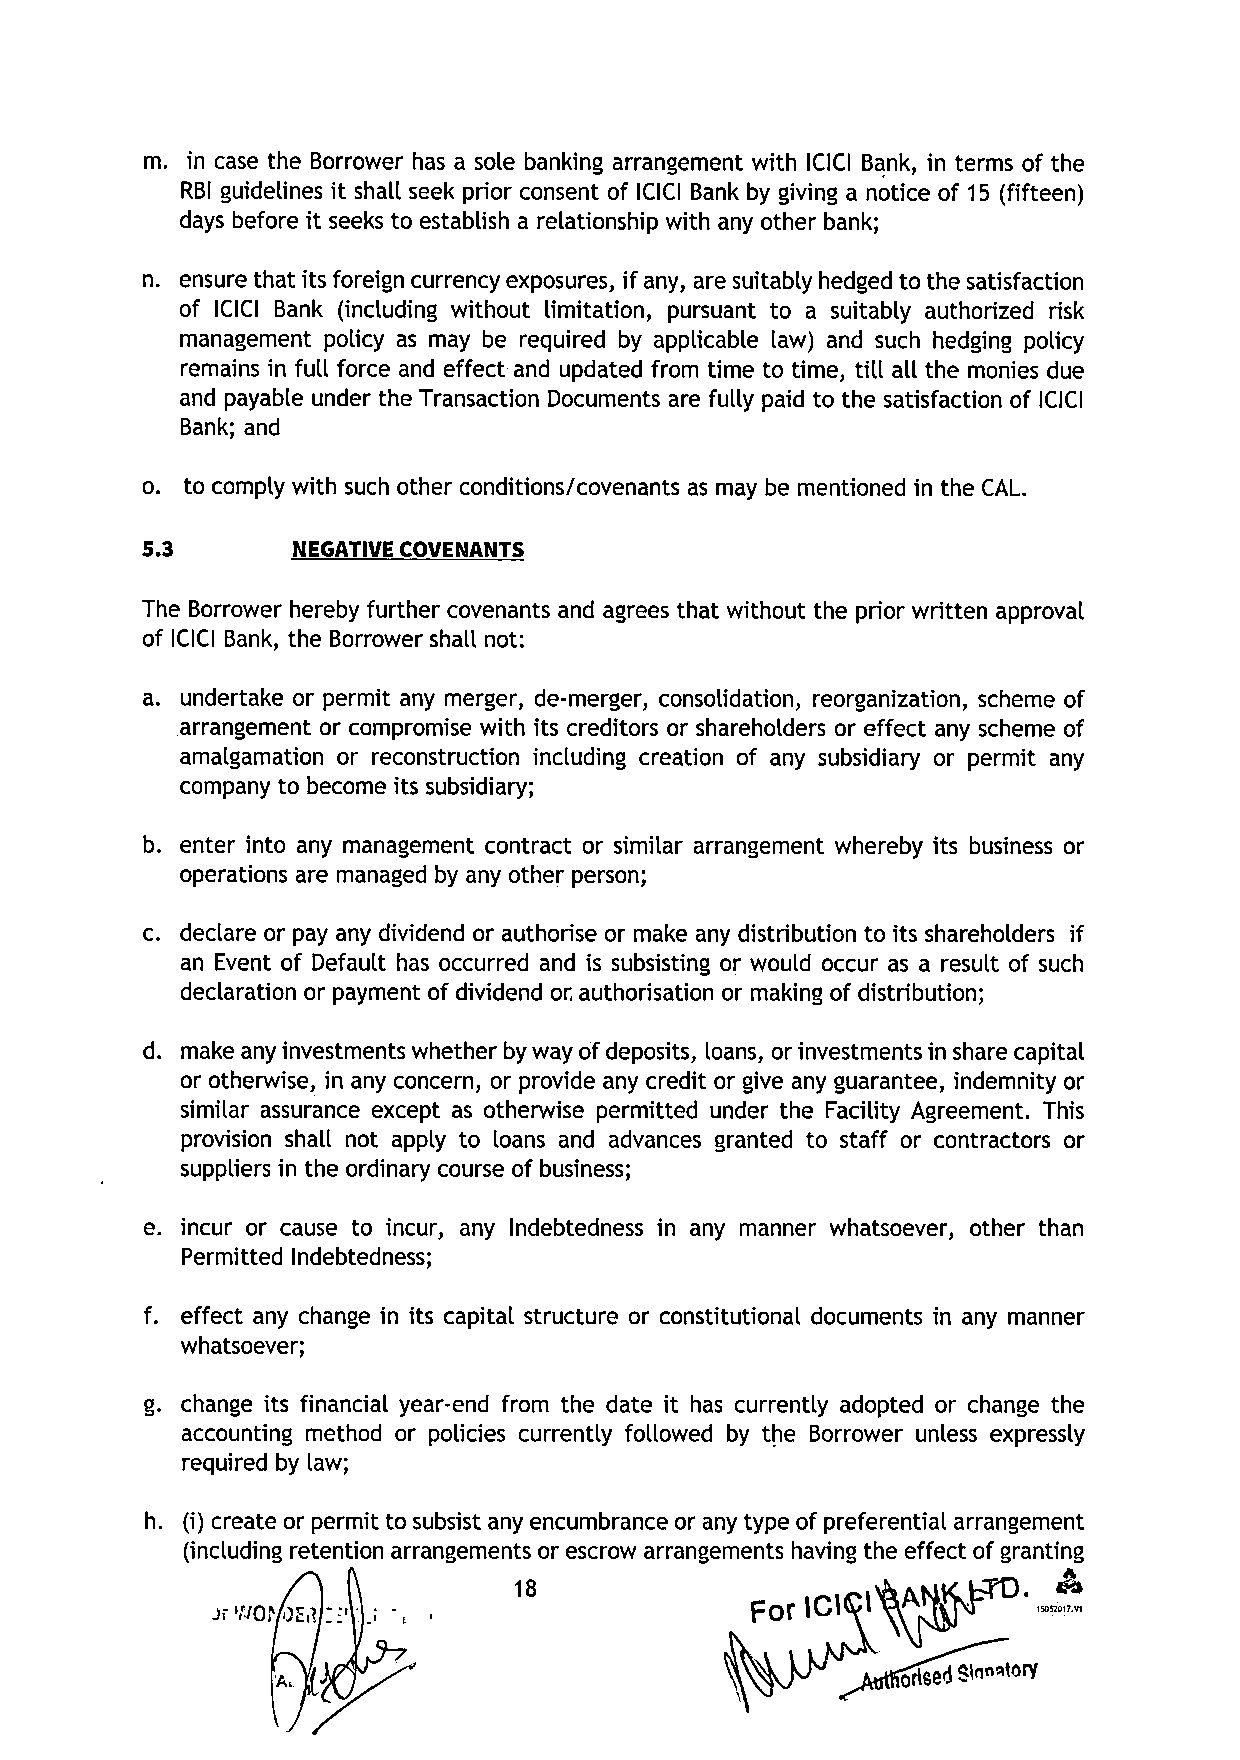 m. in case the Borrower has a sole banking arrangement with ICICI Bank, in terms of the
RBI guidelines it shall seek prior consent of ICICI Bank by giving a notice of 15 (fifteen)
days before it seeks to establish a relationship with any other bank;
n. ensure that its foreign currency exposures, if any, are suitably hedged to the satisfaction
of ICICI Bank (including without limitation, pursuant to a suitably authorized risk
management policy as may be required by applicable law) and such hedging policy
remains in full force and effect and updated from time to time, till all the monies due
and payable under the Transaction Documents are fully paid to the satisfaction of ICICI
Bank; and
o. to comply with such other conditions/covenants as may be mentioned in the CAL.
5.3 NEGATIVE COVENANTS
The Borrower hereby further covenants and agrees that without the prior written approval
of ICICI Bank, the Borrower shall not:
a. undertake or permit any merger, de-merger, consolidation, reorganization, scheme of
arrangement or compromise with its creditors or shareholders or effect any scheme of
amalgamation or reconstruction including creation of any subsidiary or permit any
company to become its subsidiary;
b. enter into any management contract or similar arrangement whereby its business or
operations are managed by any other person;
c. declare or pay any dividend or authorise or make any distribution to its shareholders if
an Event of Default has occurred and is subsisting or would occur as a result of such
declaration or payment of dividend or authorisation or making of distribution;
d. make any investments whether by way of deposits, loans, or investments in share capital
or otherwise, in any concern, or provide any credit or give any guarantee, indemnity or
similar assurance except as otherwise permitted under the Facility Agreement. This
provision shall not apply to loans and advances granted to staff or contractors or
suppliers in the ordinary course of business;
e. incur or cause to incur, any Indebtedness in any manner whatsoever, other than
Permitted Indebtedness;
f. effect any change in its capital structure or constitutional documents in any manner
whatsoever;
g. change its financial year-end from the date it has currently adopted or change the
accounting method or policies currently followed by the Borrower unless expressly
required by law;
h. (i) create or permit to subsist any encumbrance or any type of preferential arrangement
(including retention arrangements or escrow arrangements having the effect of granting
18
For ICICI BANK LTD.
15052017.V1
Authorised Signatory